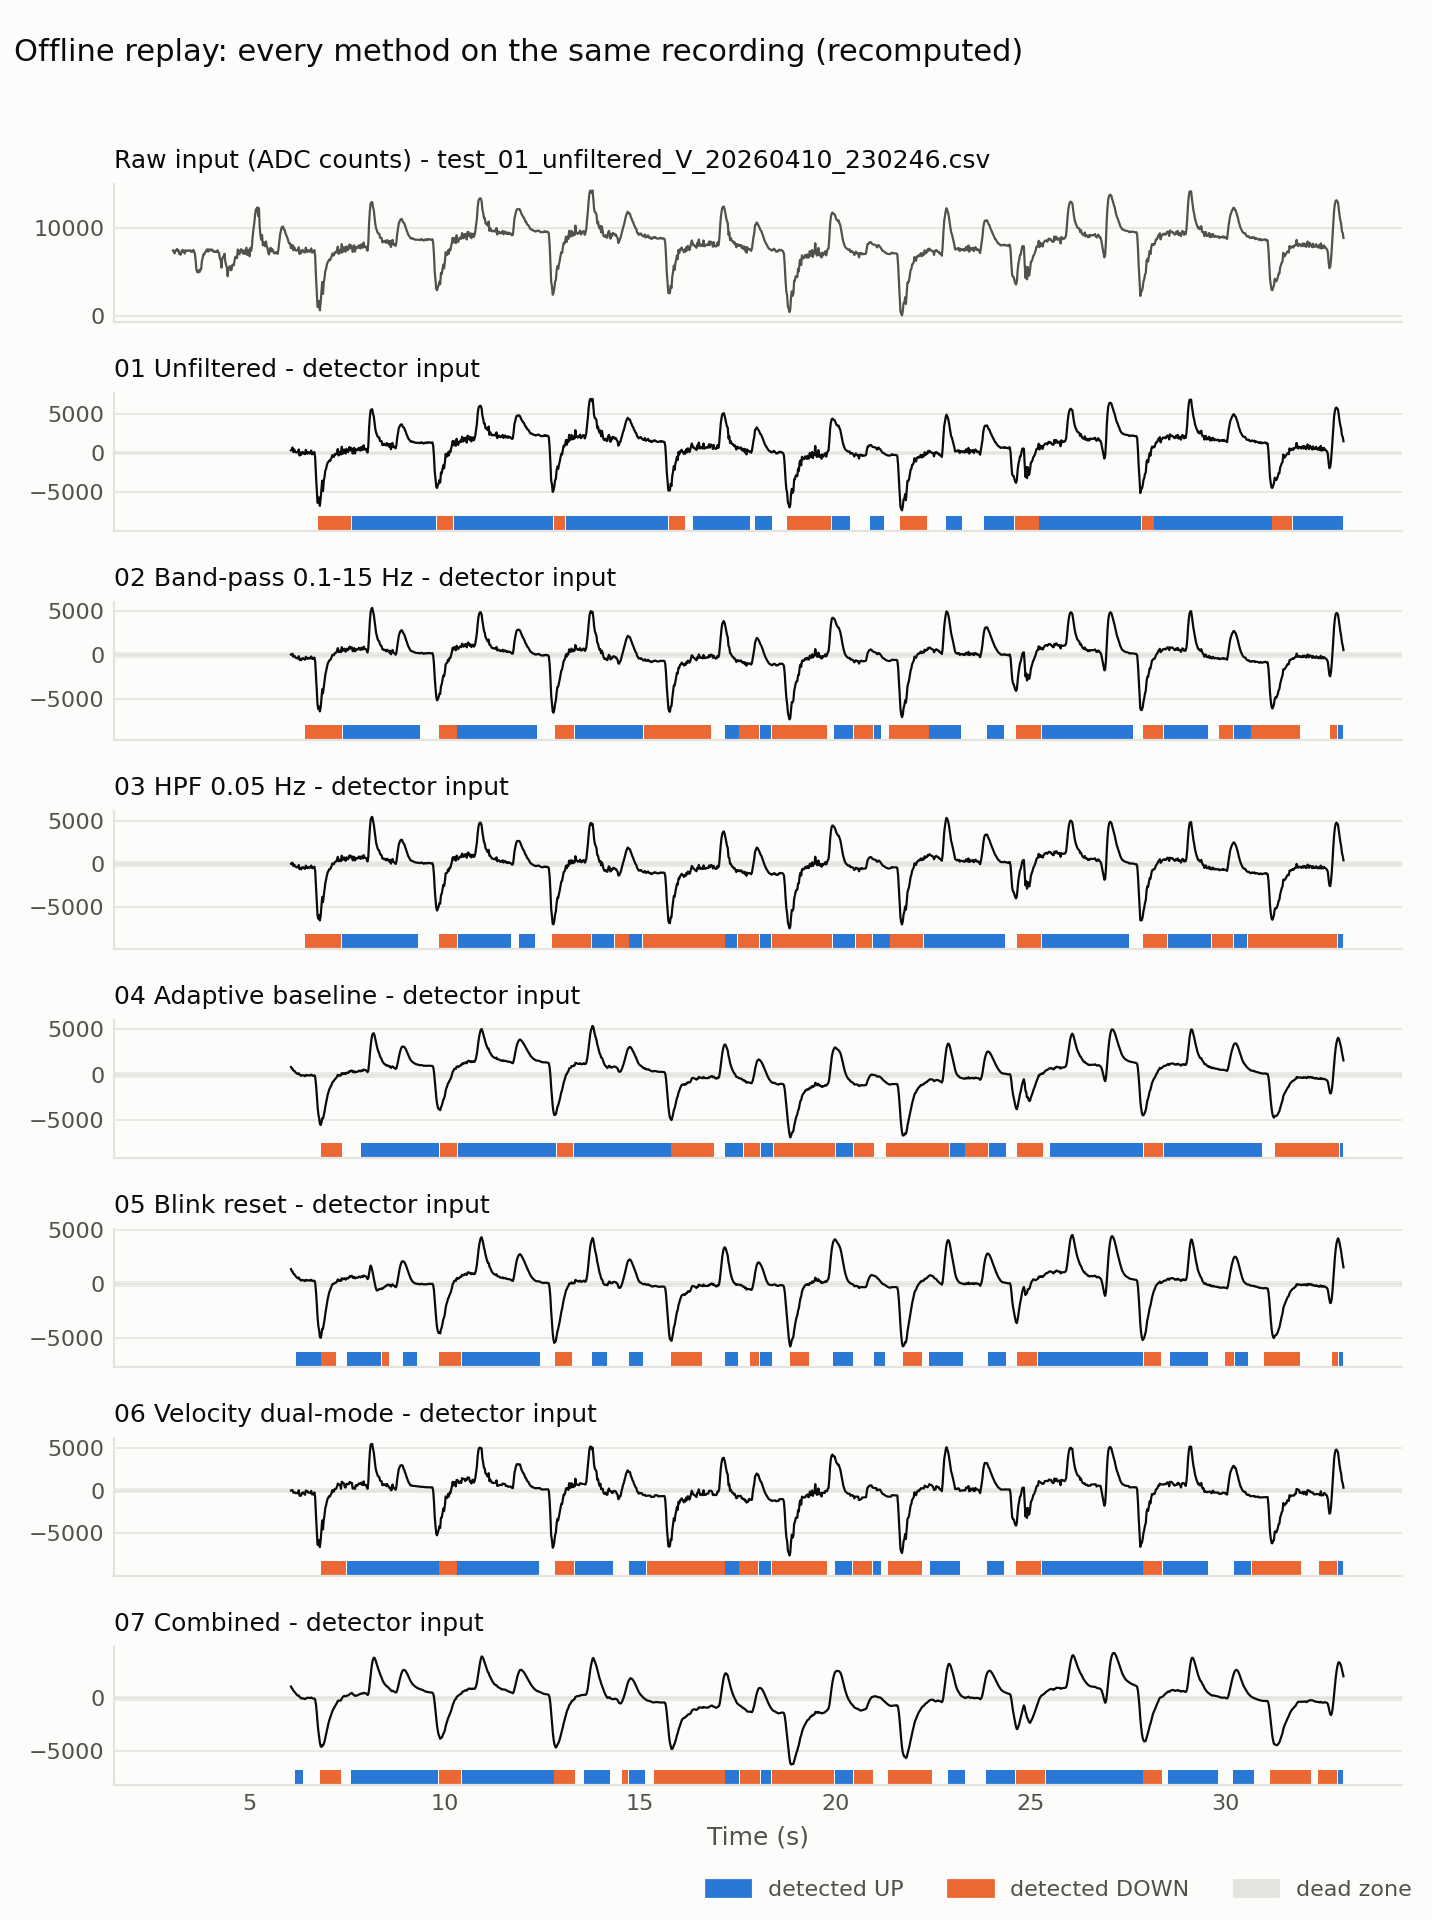 Offline replay: every method on the same recording (recomputed)
Raw input (ADC counts) - test_01_unfiltered_V_20260410_230246.csv
10000
0
01 Unfiltered - detector input
5000
0
−5000
02 Band-pass 0.1-15 Hz - detector input
5000
0
−5000
03 HPF 0.05 Hz - detector input
5000
0
−5000
04 Adaptive baseline - detector input
5000
0
−5000
05 Blink reset - detector input
5000
0
−5000
06 Velocity dual-mode - detector input
5000
0
−5000
07 Combined - detector input
0
−5000
5 10 15 20 25 30
Time (s)
detected UP detected DOWN dead zone